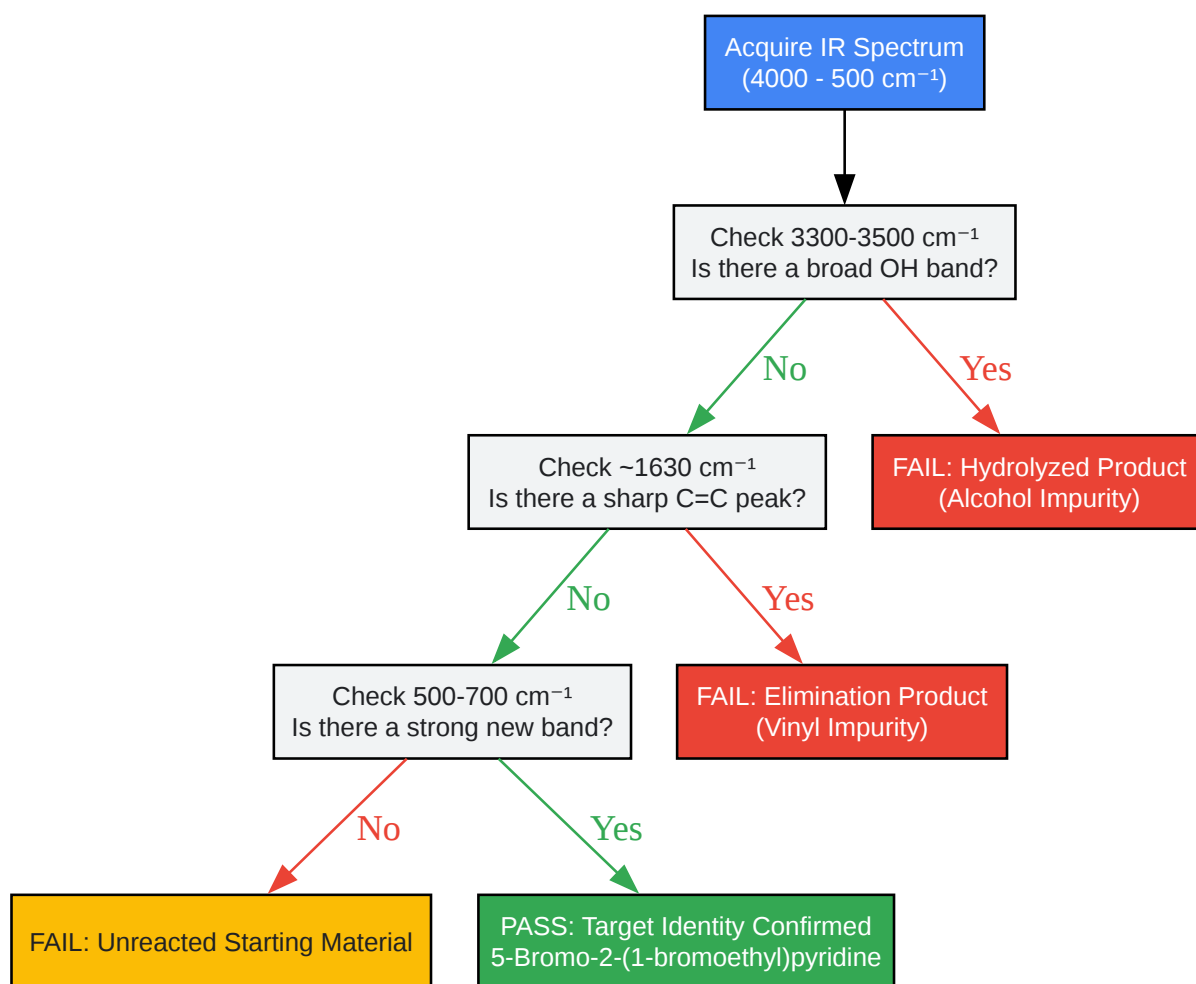 Acquire IR Spectrum
(4000 - 500 cm⁻¹)
Check 3300-3500 cm⁻¹
Is there a broad OH band?
No
Yes
Check ~1630 cm⁻¹
Is there a sharp C=C peak?
FAIL: Hydrolyzed Product
(Alcohol Impurity)
No
Yes
Check 500-700 cm⁻¹
Is there a strong new band?
FAIL: Elimination Product
(Vinyl Impurity)
No
Yes
FAIL: Unreacted Starting Material
PASS: Target Identity Confirmed
5-Bromo-2-(1-bromoethyl)pyridine